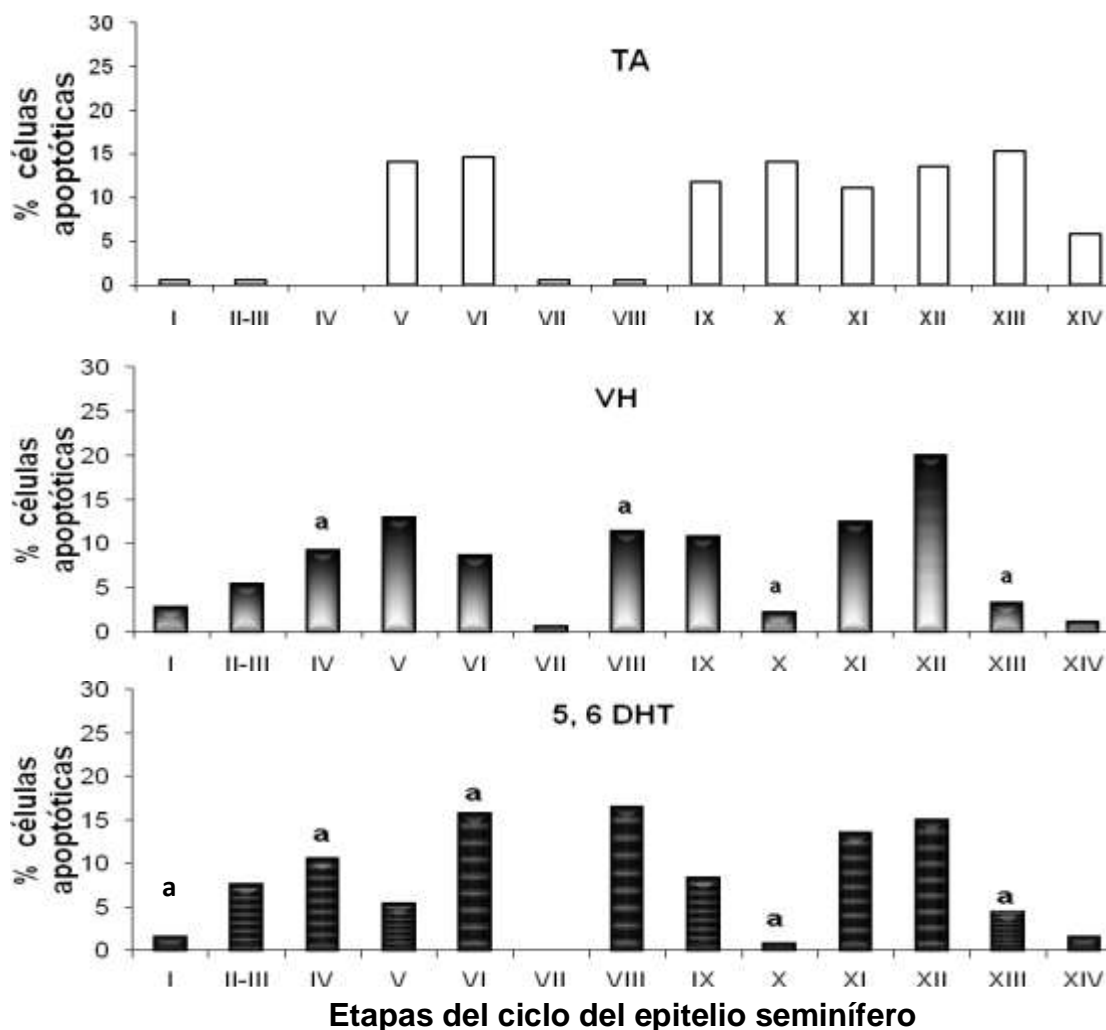 TA
% céluas
apoptóticas
30
25
20
15
10
5
0
I II-III IV V VI VII VIII IX X XI XII XIII XIV
VH
% células
apoptóticas
30
25
20
15
10
5
0
a a a a
I II-III IV V VI VII VIII IX X XI XII XIII XIV
5, 6 DHT
% células
apoptóticas
30
25
20
15
10
5
0
a a a a a
I II-III IV V VI VII VIII IX X XI XII XIII XIV
Etapas del ciclo del epitelio seminífero